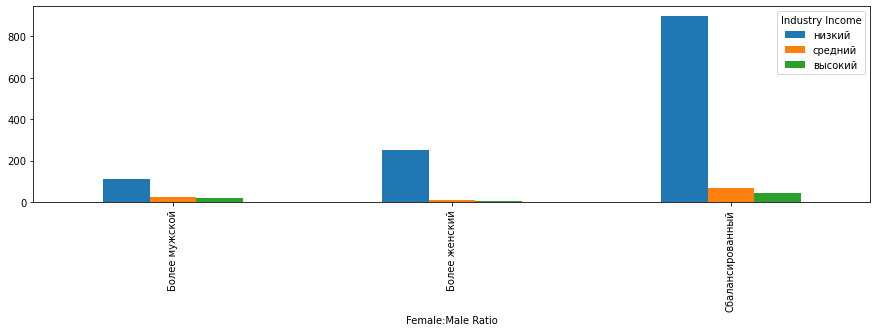 Industry Income
низкий
средний
высокий
800
600
400
200
0
Более мужской
Более женский
Сбалансированный
Female:Male Ratio